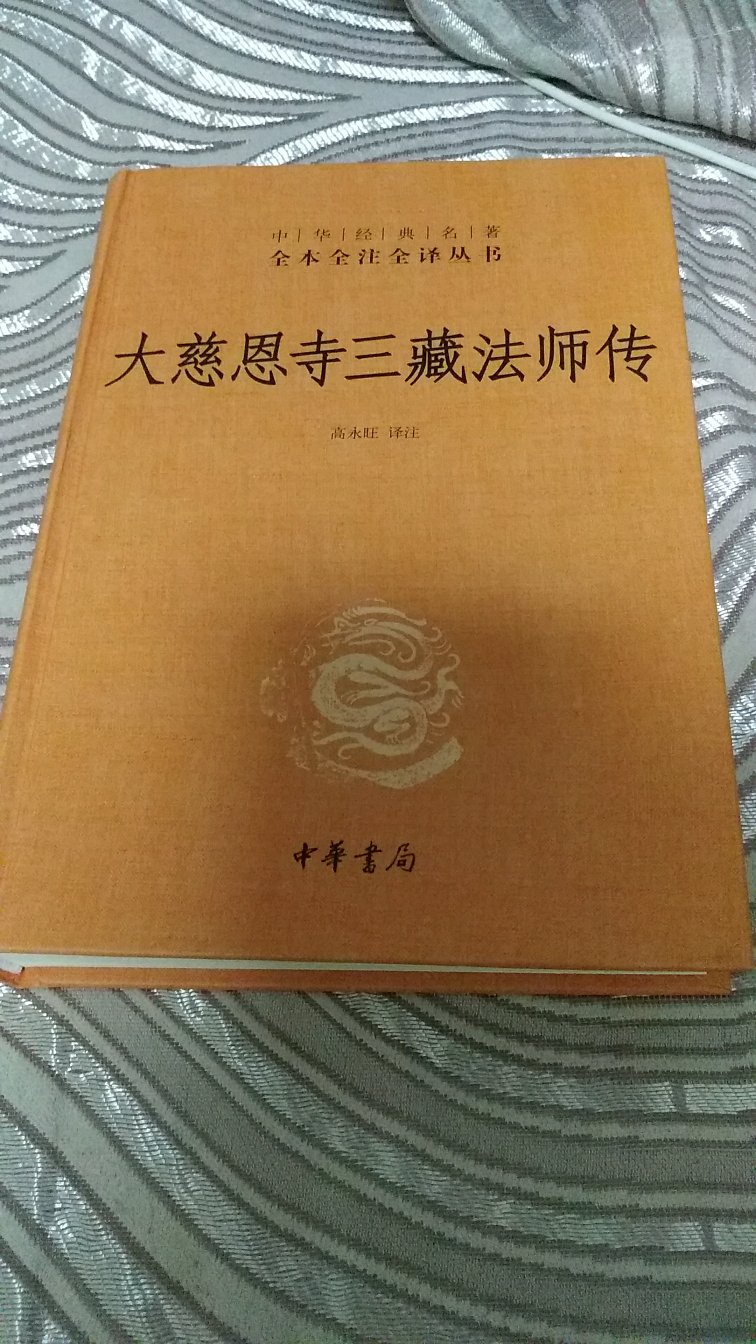 中华经典名著
全本全注全译丛书
大慈恩寺三藏法师传
高永旺 译注
中華書局